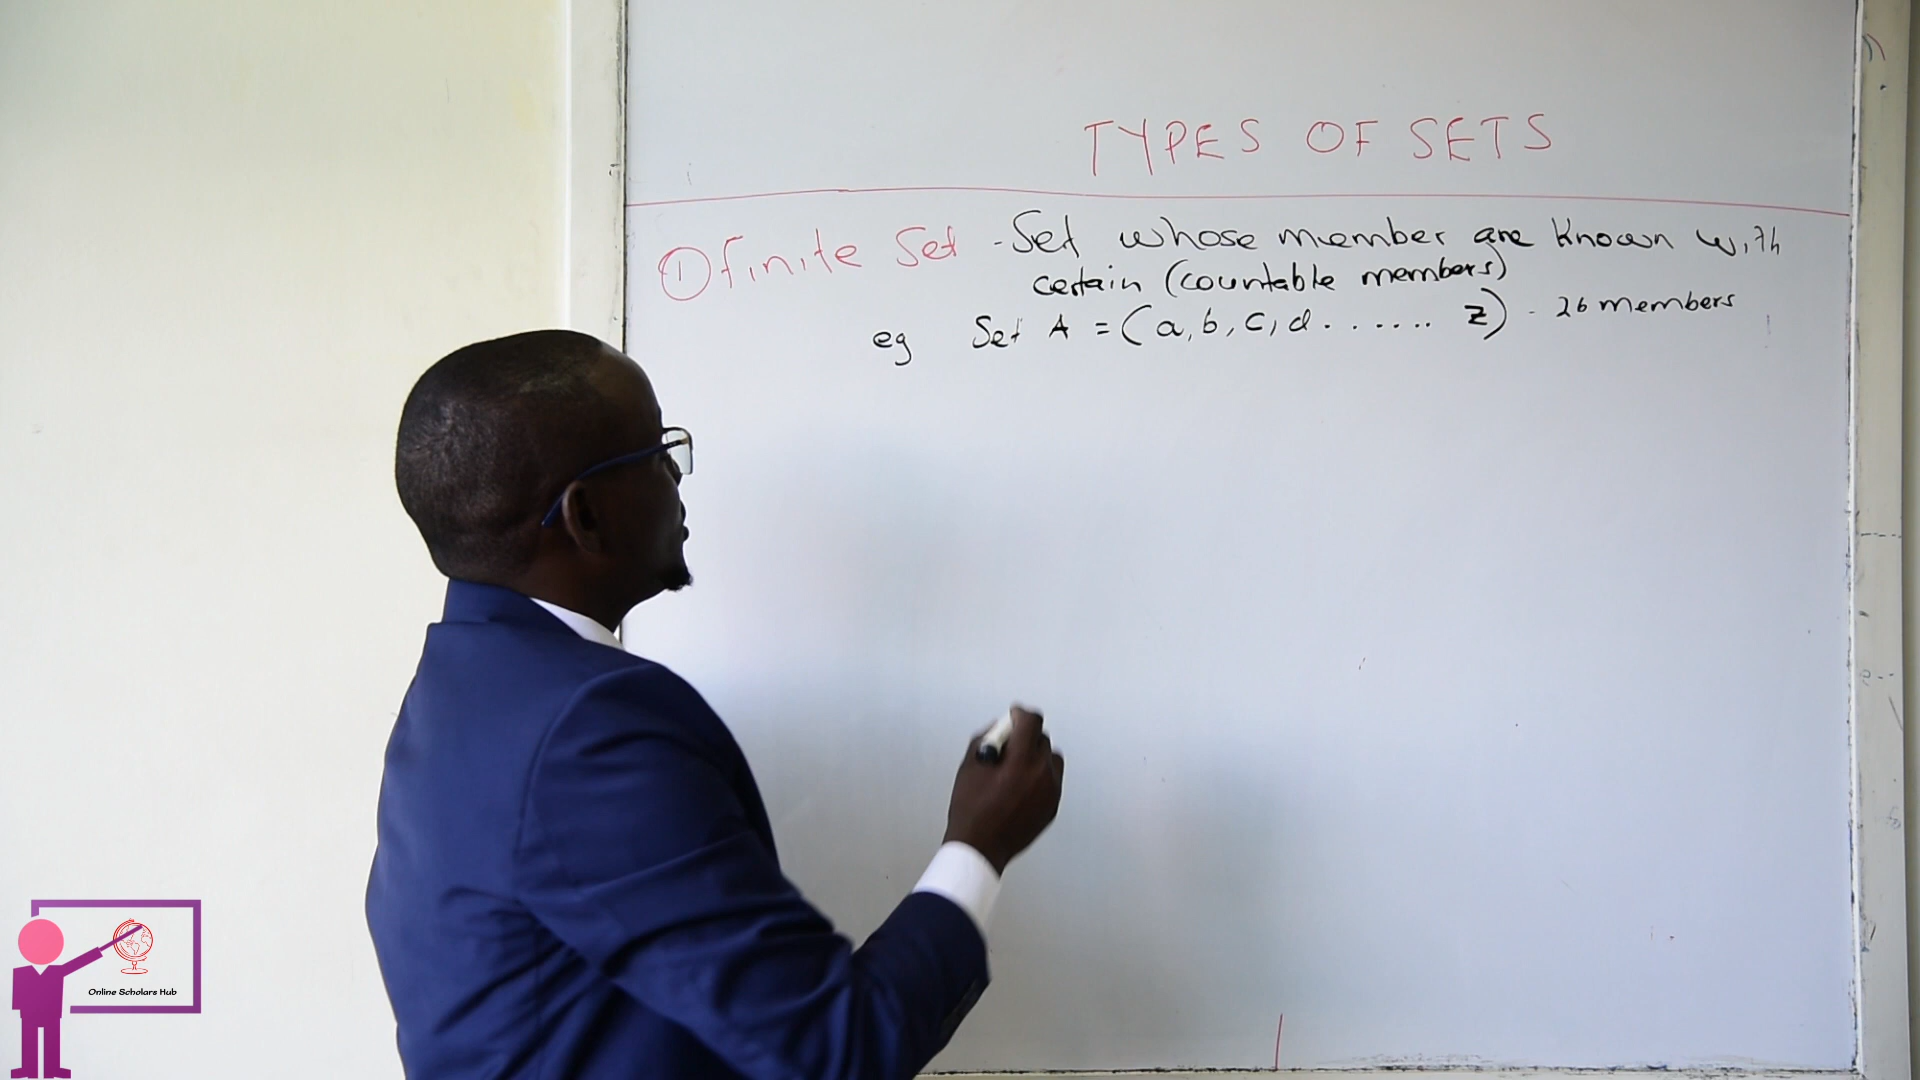 TYPES OF SETS
① Finite Set - Set whose member are known with
certain (countable members)
eg Set A = (a, b, c, d ....... z) - 26 members
Online Scholars Hub